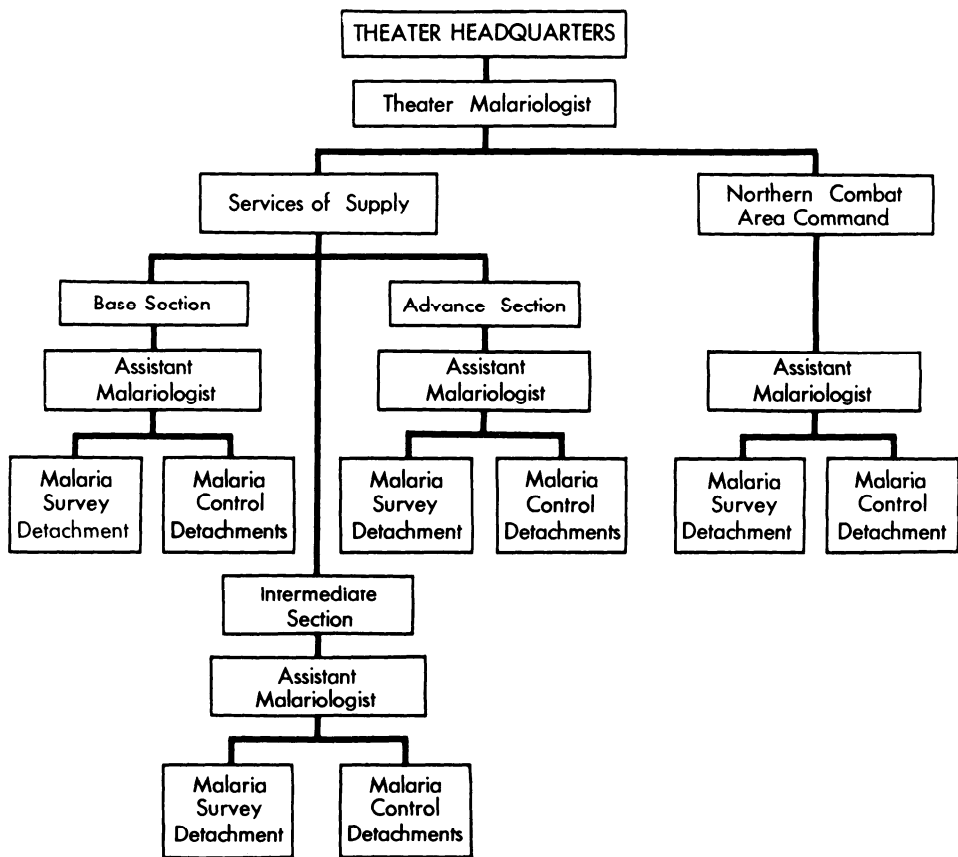 THEATER HEADQUARTERS
Theater Malariologist
Services of Supply
Northern Combat
Area Command
Base Section
Advance Section
Assistant
Malariologist
Assistant
Malariologist
Assistant
Malariologist
Malaria
Survey
Detachment
Malaria
Control
Detachments
Malaria
Survey
Detachment
Malaria
Control
Detachments
Malaria
Survey
Detachment
Malaria
Control
Detachment
Intermediate
Section
Assistant
Malariologist
Malaria
Survey
Detachment
Malaria
Control
Detachments